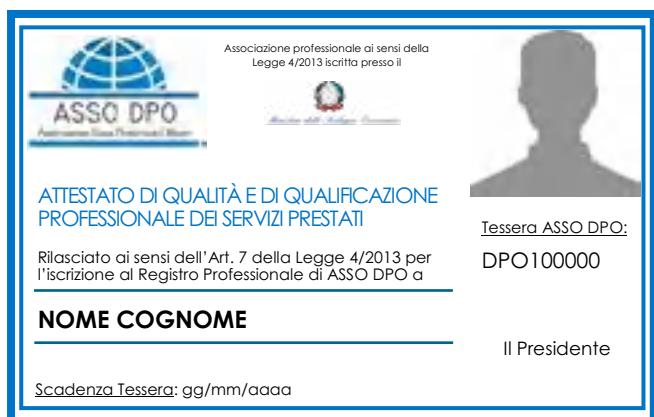 Associazione professionale ai sensi della
Legge 4/2013 iscritta presso il
ASSO DPO
ATTESTATO DI QUALITÀ E DI QUALIFICAZIONE
PROFESSIONALE DEI SERVIZI PRESTATI
Rilasciato ai sensi dell'Art. 7 della Legge 4/2013 per
l'iscrizione al Registro Professionale di ASSO DPO a
NOME COGNOME
Scadenza Tessera: gg/mm/aaaa
Tessera ASSO DPO:
DPO100000
Il Presidente